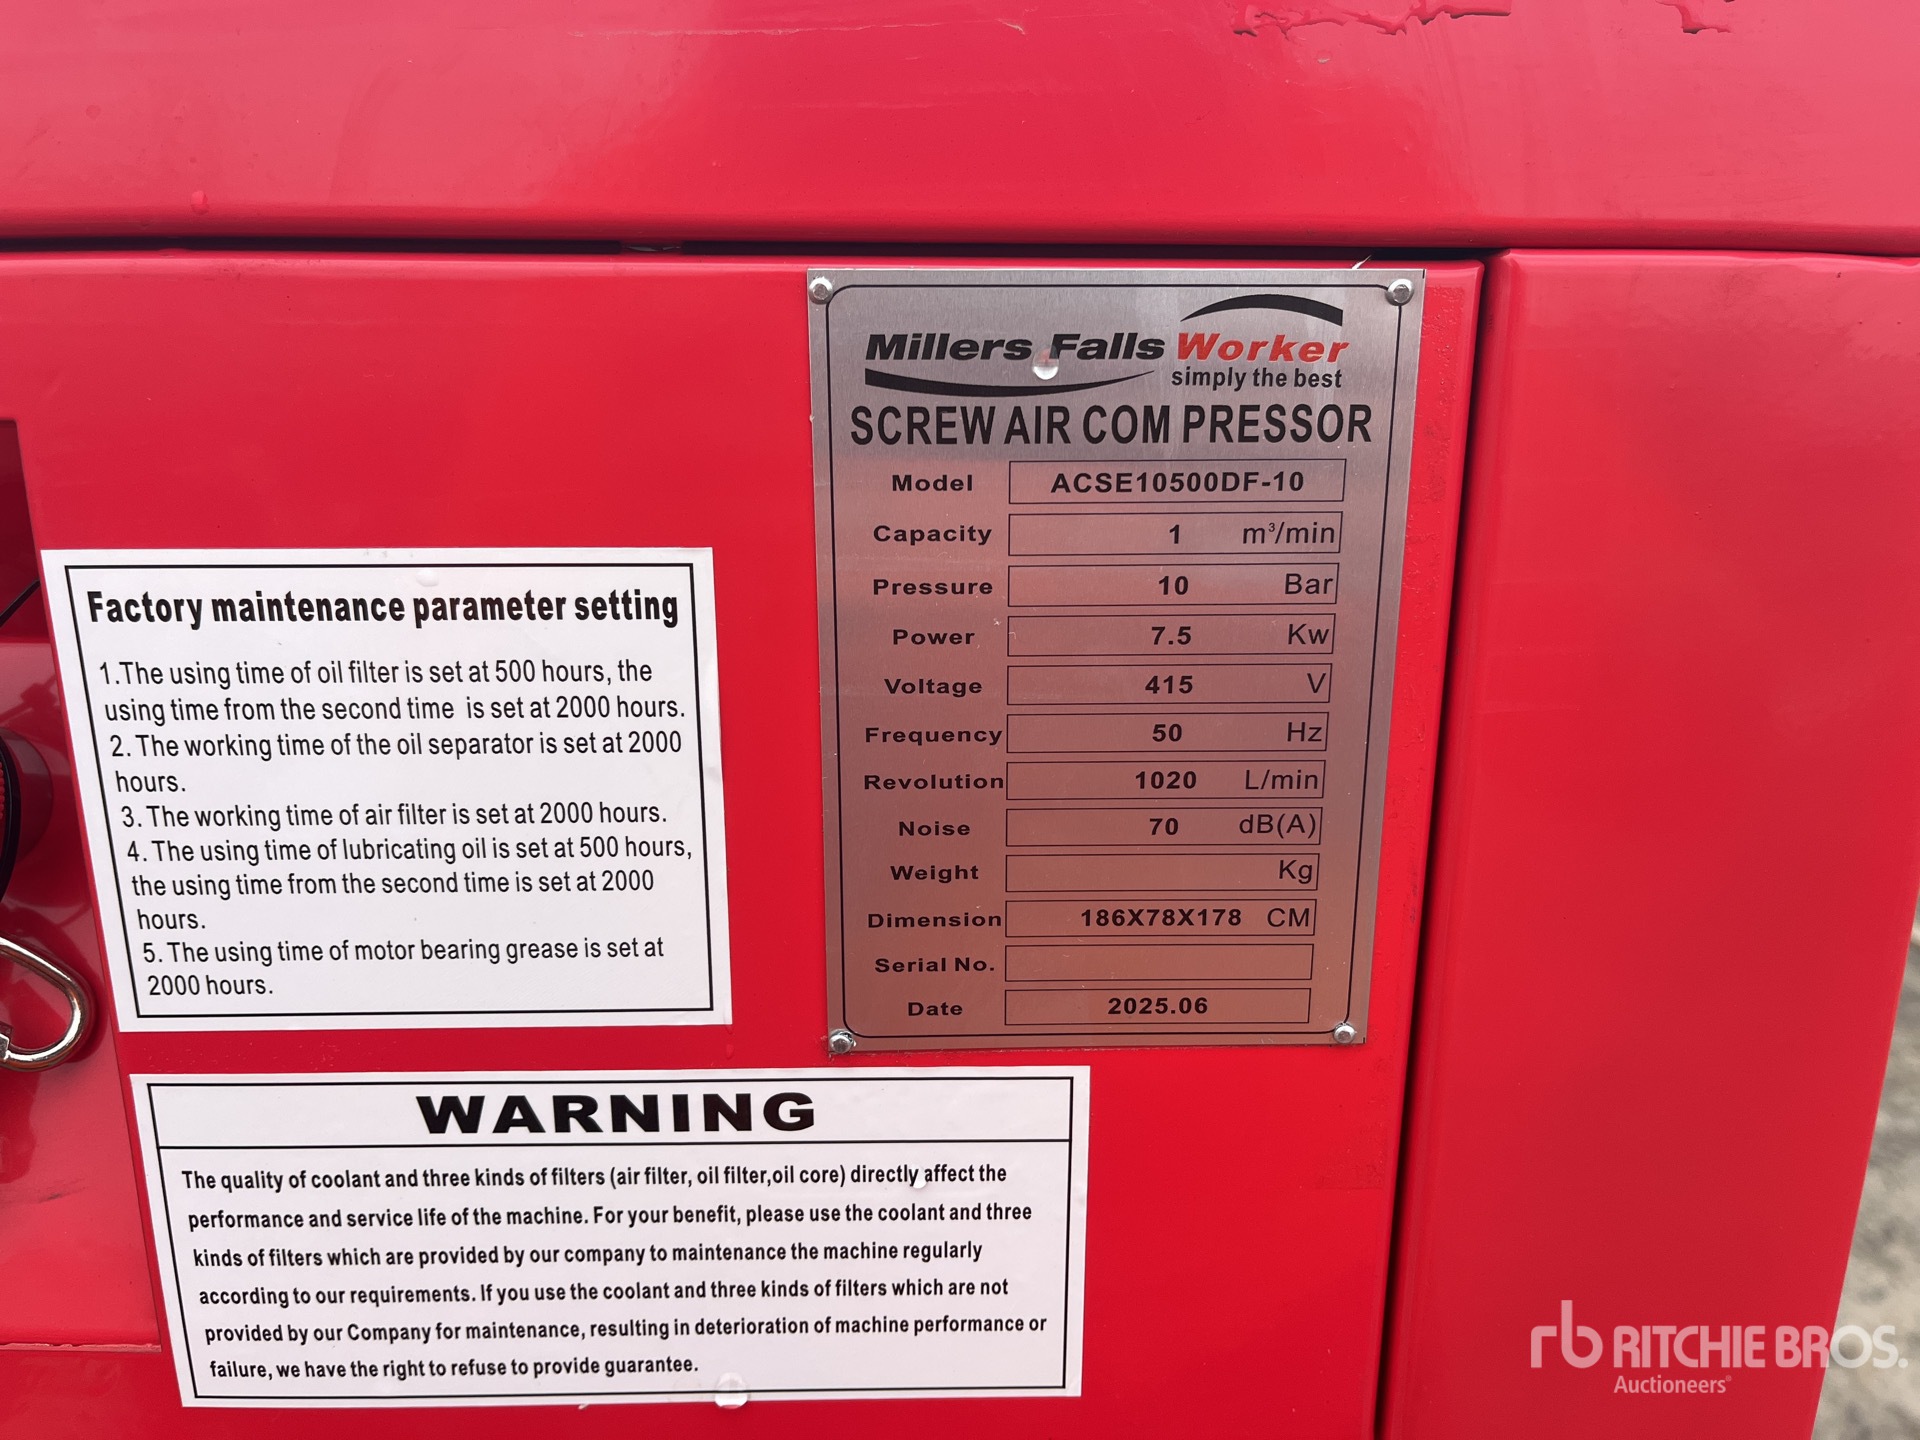 Millers Falls Worker
simply the best
SCREW AIR COM PRESSOR
Model ACSE10500DF-10
Capacity 1 m³/min
Pressure 10 Bar
Power 7.5 Kw
Voltage 415 V
Frequency 50 Hz
Revolution 1020 L/min
Noise 70 dB(A)
Weight Kg
Dimension 186X78X178 CM
Serial No.
Date 2025.06
Factory maintenance parameter setting
1.The using time of oil filter is set at 500 hours, the
using time from the second time is set at 2000 hours.
2. The working time of the oil separator is set at 2000
hours.
3. The working time of air filter is set at 2000 hours.
4. The using time of lubricating oil is set at 500 hours,
the using time from the second time is set at 2000
hours.
5. The using time of motor bearing grease is set at
2000 hours.
WARNING
The quality of coolant and three kinds of filters (air filter, oil filter,oil core) directly affect the
performance and service life of the machine. For your benefit, please use the coolant and three
kinds of filters which are provided by our company to maintenance the machine regularly
according to our requirements. If you use the coolant and three kinds of filters which are not
provided by our Company for maintenance, resulting in deterioration of machine performance or
failure, we have the right to refuse to provide guarantee.
rb RITCHIE BROS.
Auctioneers®